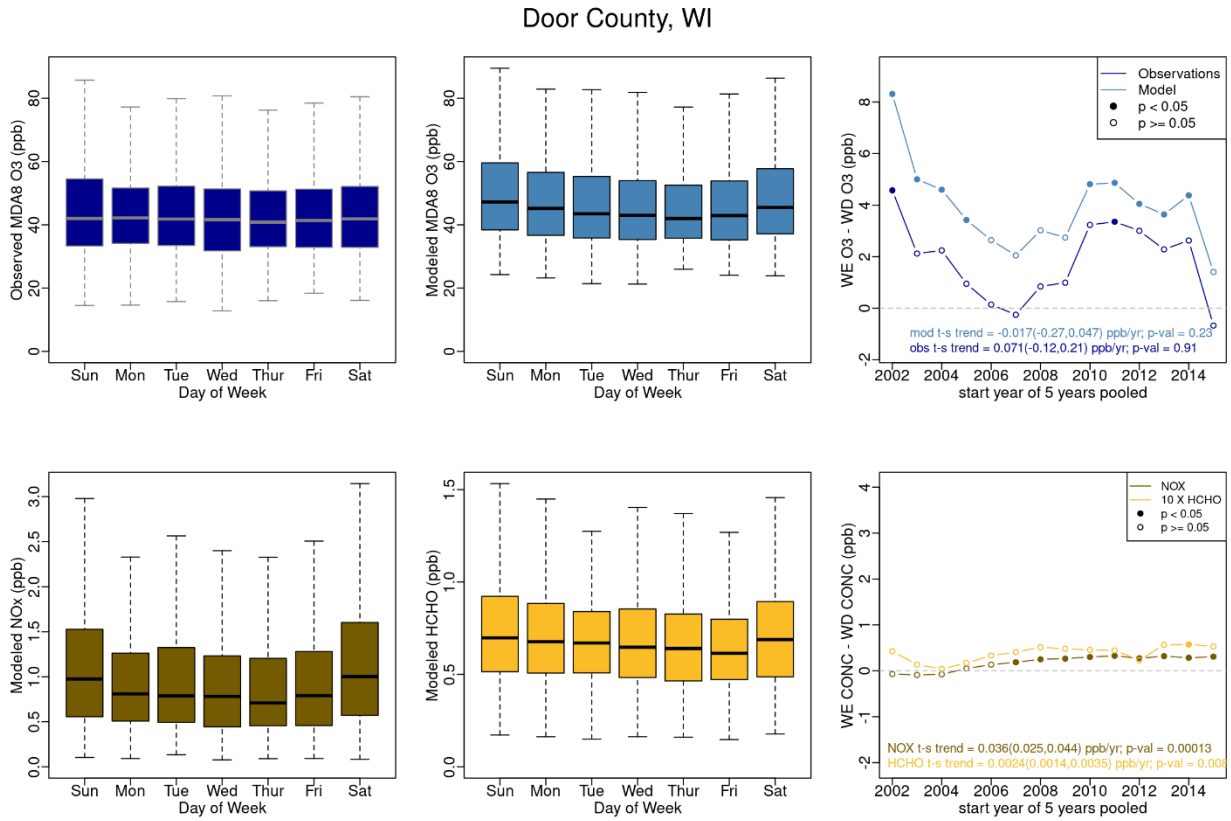 Door County, WI
Observed MDA8 O3 (ppb)
0 20 40 60 80
Sun Mon Tue Wed Thur Fri Sat
Day of Week
Modeled MDA8 O3 (ppb)
0 20 40 60 80
Sun Mon Tue Wed Thur Fri Sat
Day of Week
WE O3 - WD O3 (ppb)
-2 0 2 4 6 8
Observations
Model
p < 0.05
p >= 0.05
mod t-s trend = -0.017(-0.27,0.047) ppb/yr; p-val = 0.23
obs t-s trend = 0.071(-0.12,0.21) ppb/yr; p-val = 0.91
2002 2004 2006 2008 2010 2012 2014
start year of 5 years pooled
Modeled NOx (ppb)
0.0 0.5 1.0 1.5 2.0 2.5 3.0
Sun Mon Tue Wed Thur Fri Sat
Day of Week
Modeled HCHO (ppb)
0.0 0.5 1.0 1.5
Sun Mon Tue Wed Thur Fri Sat
Day of Week
WE CONC - WD CONC (ppb)
-2 -1 0 1 2 3 4
NOX
10 X HCHO
p < 0.05
p >= 0.05
NOX t-s trend = 0.036(0.025,0.044) ppb/yr; p-val = 0.00013
HCHO t-s trend = 0.0024(0.0014,0.0035) ppb/yr; p-val = 0.008
2002 2004 2006 2008 2010 2012 2014
start year of 5 years pooled